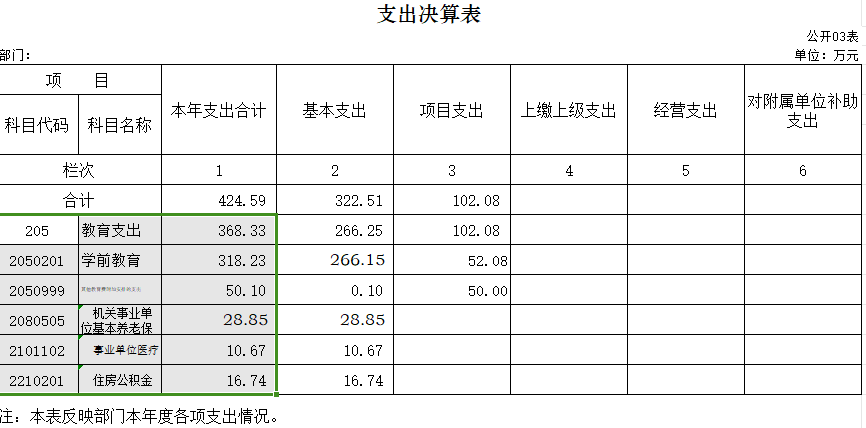 支出决算表
公开03表
部门： 单位：万元
项 目 本年支出合计 基本支出 项目支出 上缴上级支出 经营支出 对附属单位补助支出
科目代码 科目名称
栏次 1 2 3 4 5 6
合计 424.59 322.51 102.08
205 教育支出 368.33 266.25 102.08
2050201 学前教育 318.23 266.15 52.08
2050999 50.10 0.10 50.00
2080505 机关事业单位基本养老保 28.85 28.85
2101102 事业单位医疗 10.67 10.67
2210201 住房公积金 16.74 16.74
注：本表反映部门本年度各项支出情况。